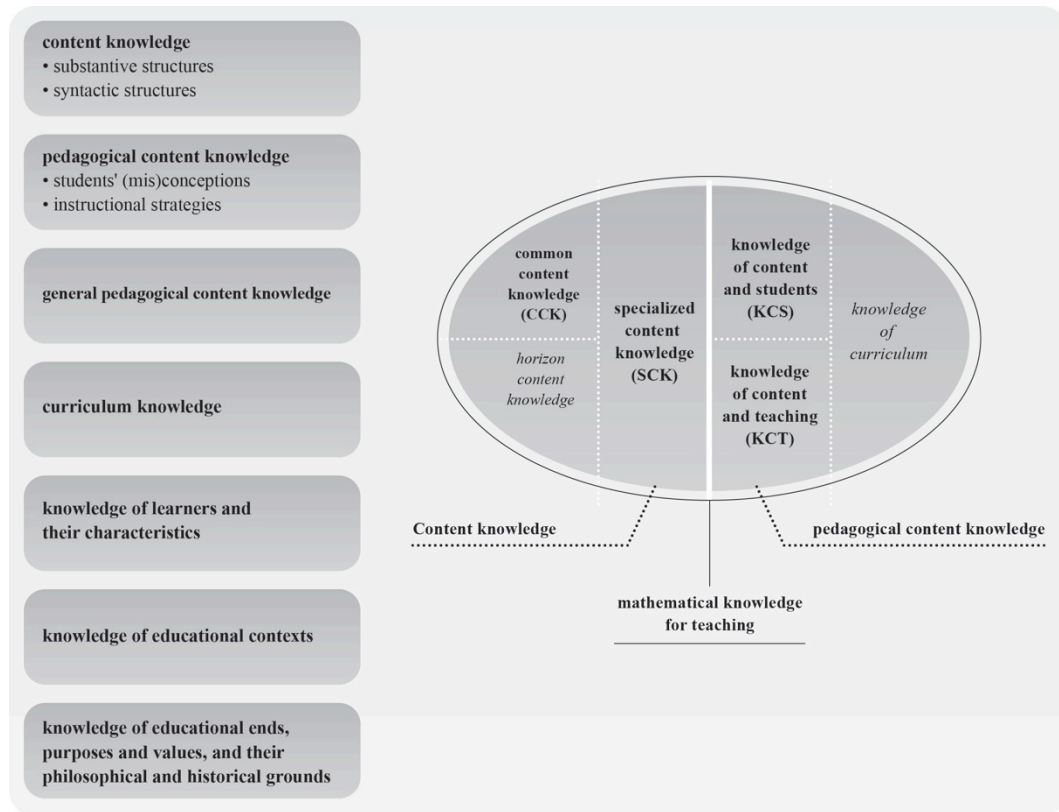 content knowledge
• substantive structures
• syntactic structures
pedagogical content knowledge
• students' (mis)conceptions
• instructional strategies
general pedagogical content knowledge
curriculum knowledge
knowledge of learners and
their characteristics
knowledge of educational contexts
knowledge of educational ends,
purposes and values, and their
philosophical and historical grounds
common
content
knowledge
(CCK)
horizon
content
knowledge
specialized
content
knowledge
(SCK)
knowledge
of content
and students
(KCS)
knowledge
of content
and teaching
(KCT)
knowledge
of
curriculum
Content knowledge
pedagogical content knowledge
mathematical knowledge
for teaching